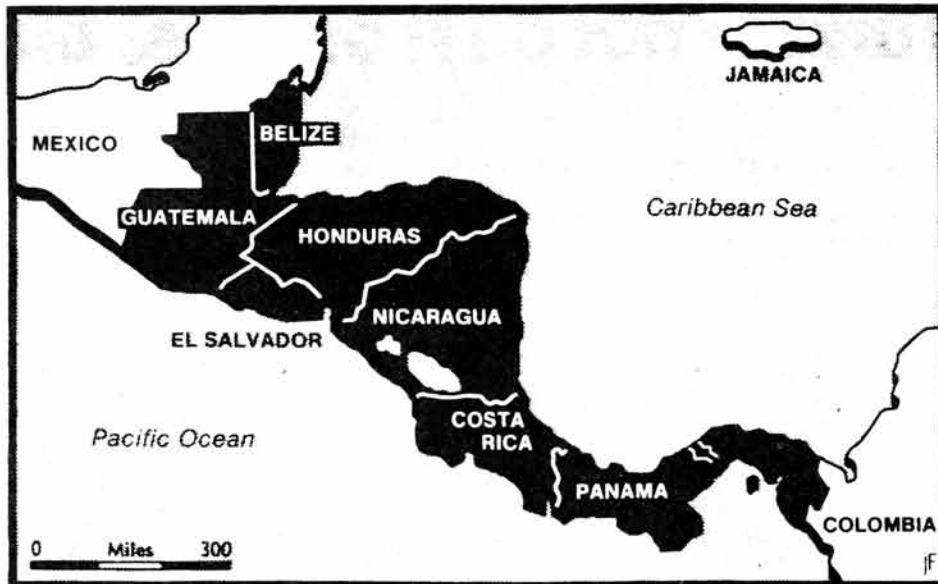 JAMAICA
BELIZE
MEXICO
GUATEMALA
HONDURAS
Caribbean Sea
NICARAGUA
EL SALVADOR
COSTA
RICA
Pacific Ocean
PANAMA
COLOMBIA
0 Miles 300
JF